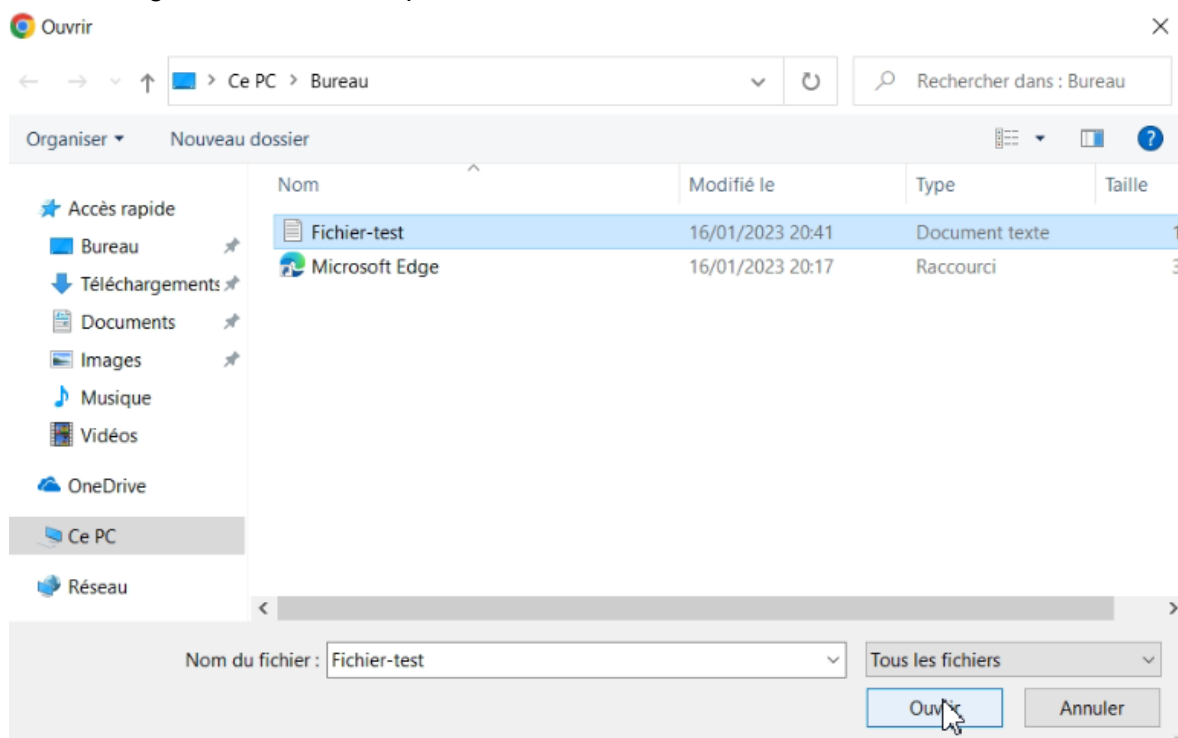 Ouvrir
Ce PC > Bureau
Rechercher dans : Bureau
Organiser
Nouveau dossier
Nom
Modifié le
Type
Taille
Accès rapide
Bureau
Téléchargements
Documents
Images
Musique
Vidéos
OneDrive
Ce PC
Réseau
Fichier-test 16/01/2023 20:41 Document texte 1
Microsoft Edge 16/01/2023 20:17 Raccourci
Nom du fichier : Fichier-test
Tous les fichiers
Ouvrir
Annuler